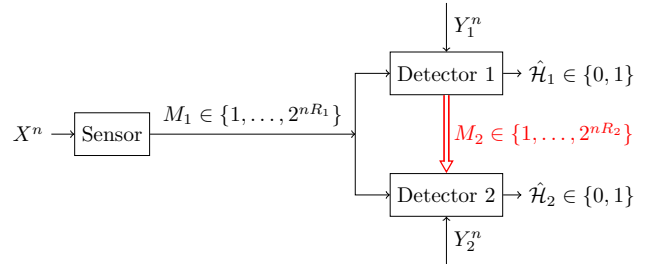 Y₁ⁿ
Detector 1
Ĥ₁ ∈ {0, 1}
M₁ ∈ {1, . . . , 2^{nR₁}}
Xⁿ
Sensor
M₂ ∈ {1, . . . , 2^{nR₂}}
Detector 2
Ĥ₂ ∈ {0, 1}
Y₂ⁿ